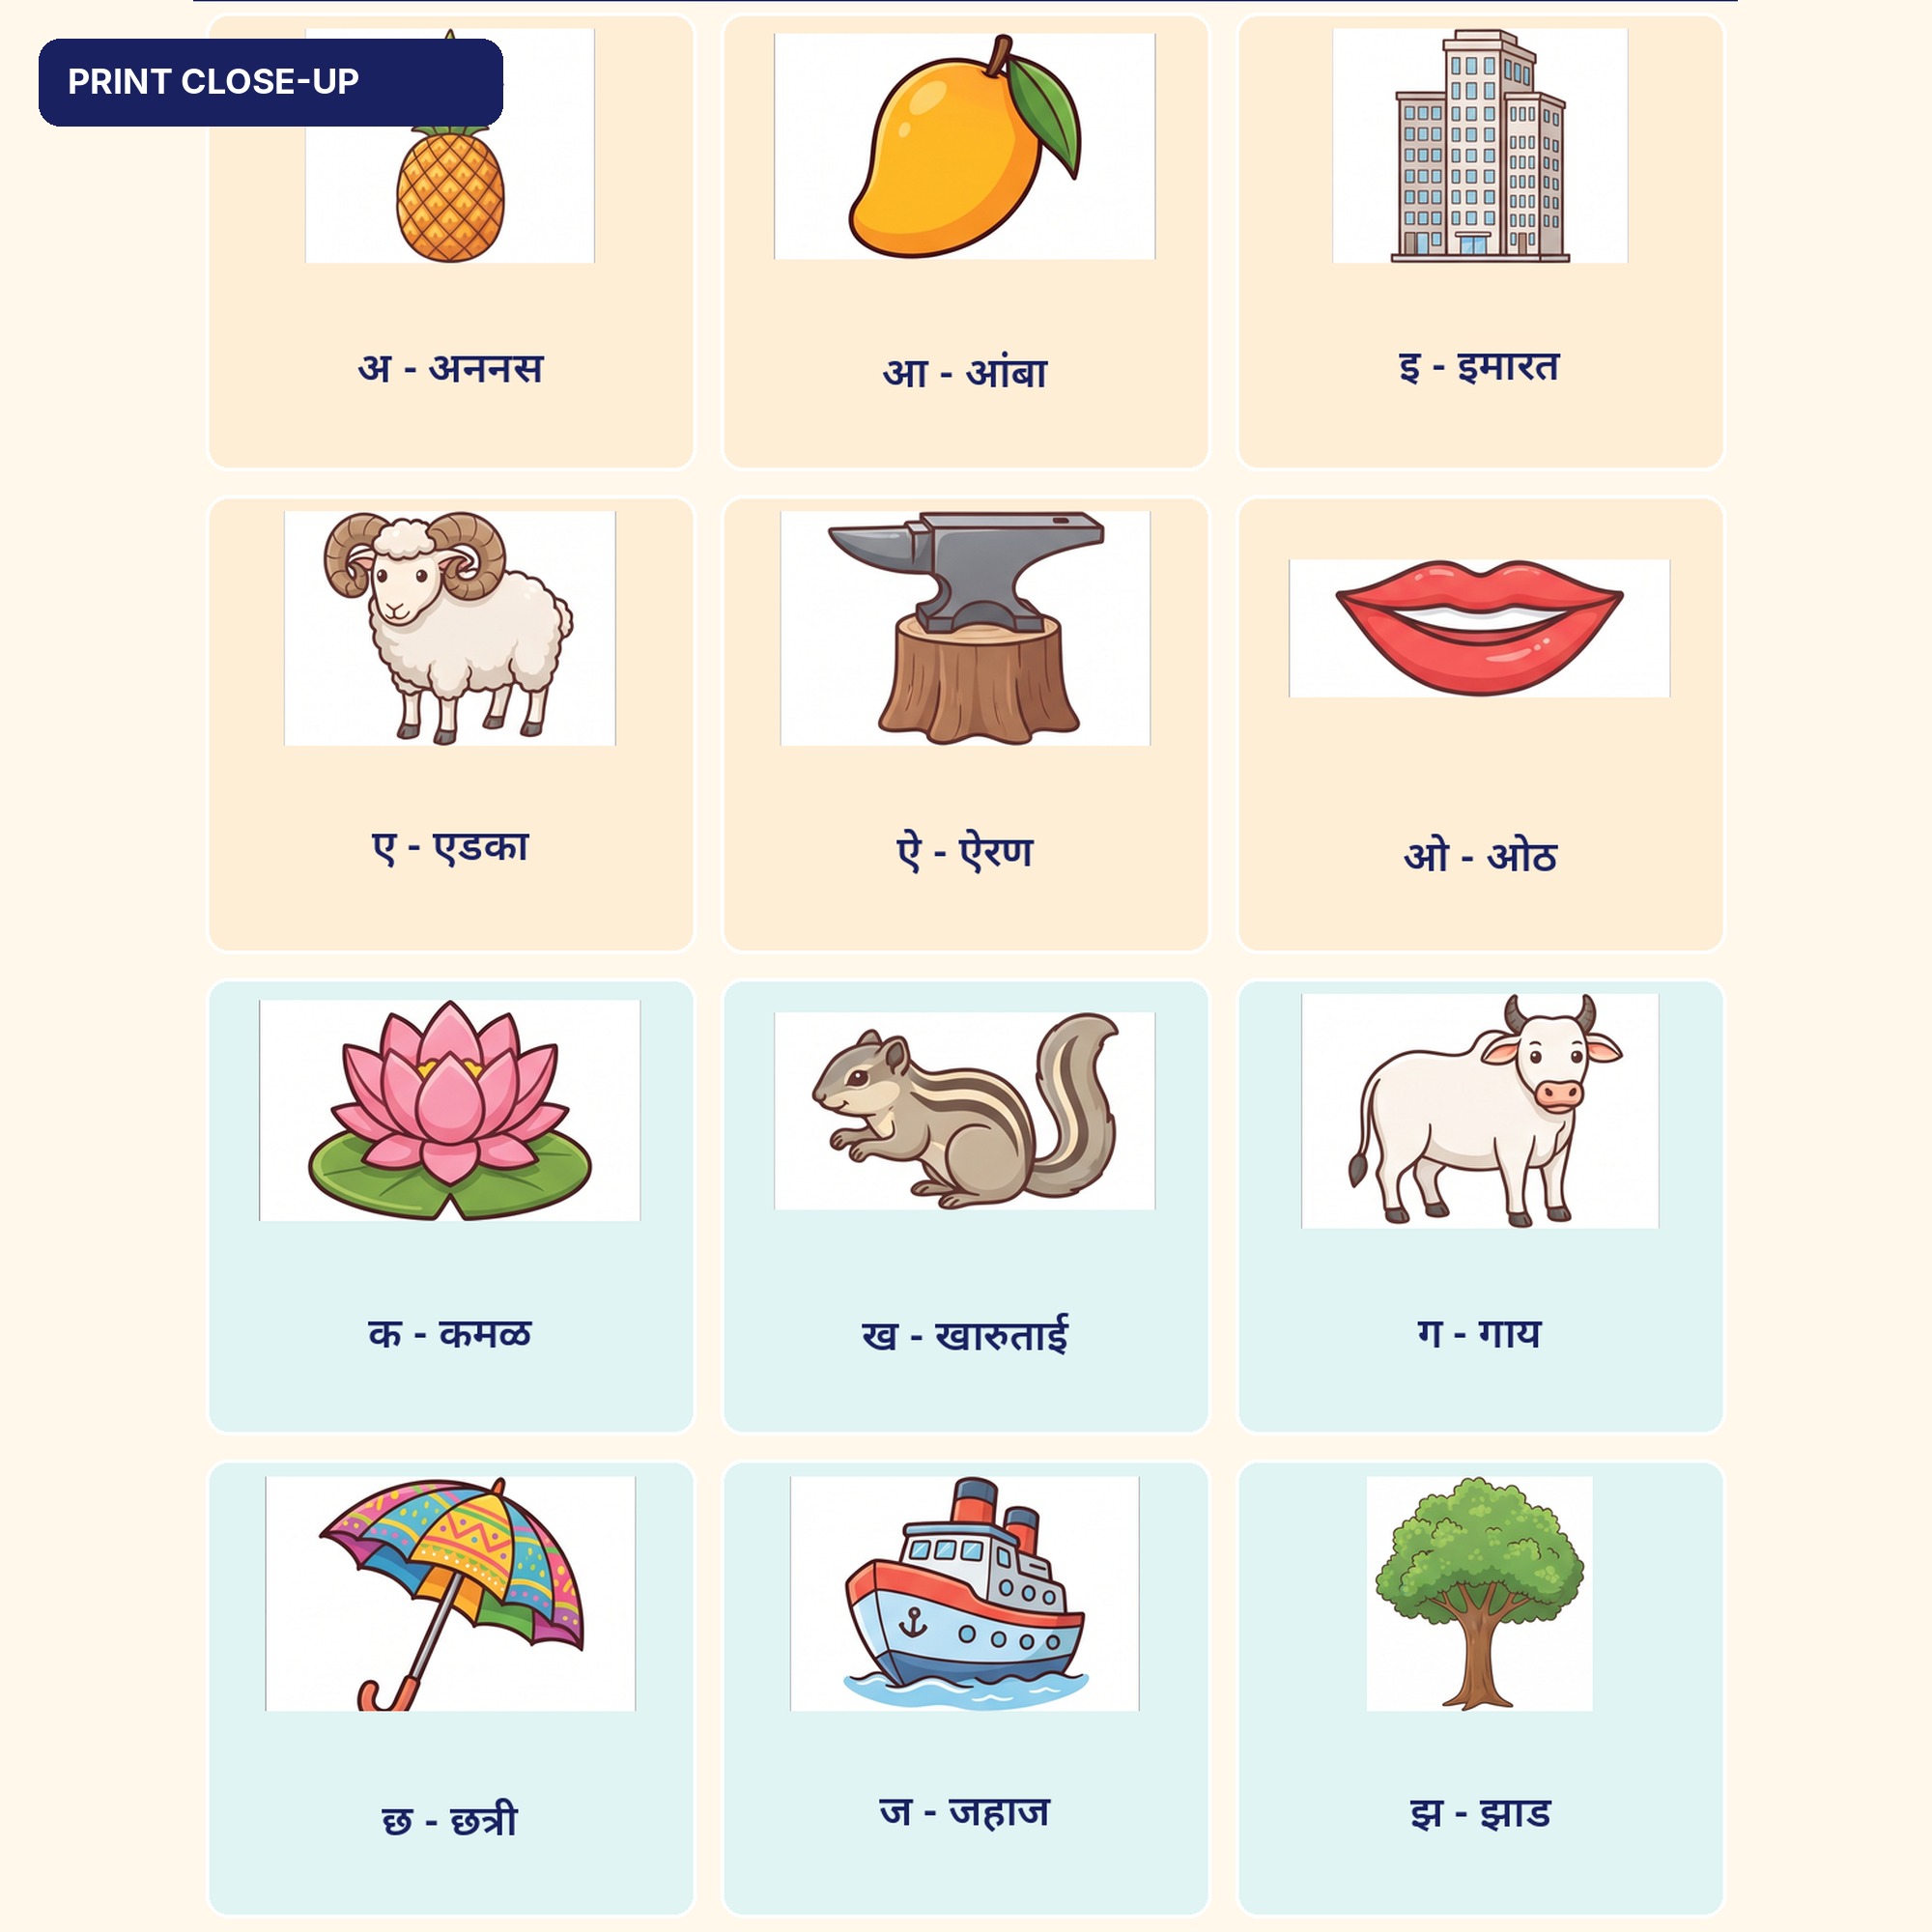 PRINT CLOSE-UP
अ - अननस
आ - आंबा
इ - इमारत
ए - एडका
ऐ - ऐरण
ओ - ओठ
क - कमळ
ख - खारुताई
ग - गाय
छ - छत्री
ज - जहाज
झ - झाड